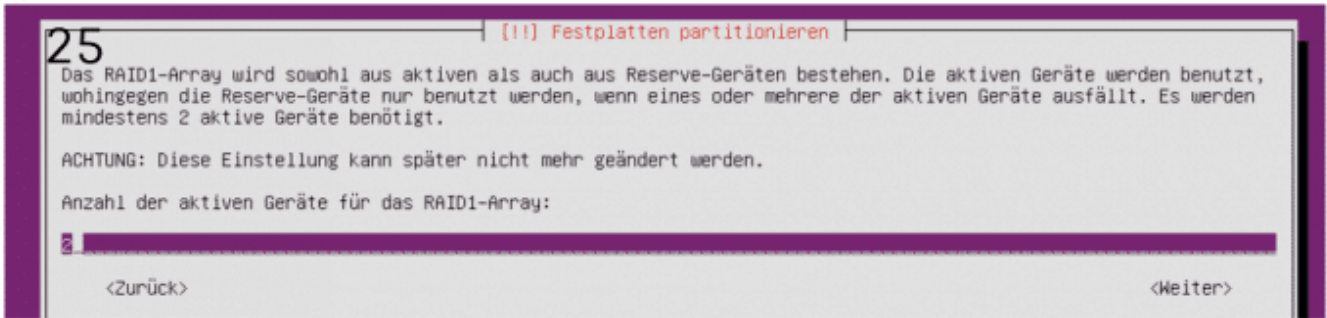 [!!] Festplatten partitionieren
25
Das RAID1-Array wird sowohl aus aktiven als auch aus Reserve-Geräten bestehen. Die aktiven Geräte werden benutzt,
wohingegen die Reserve-Geräte nur benutzt werden, wenn eines oder mehrere der aktiven Geräte ausfällt. Es werden
mindestens 2 aktive Geräte benötigt.
ACHTUNG: Diese Einstellung kann später nicht mehr geändert werden.
Anzahl der aktiven Geräte für das RAID1-Array:
2
<Zurück> <Weiter>